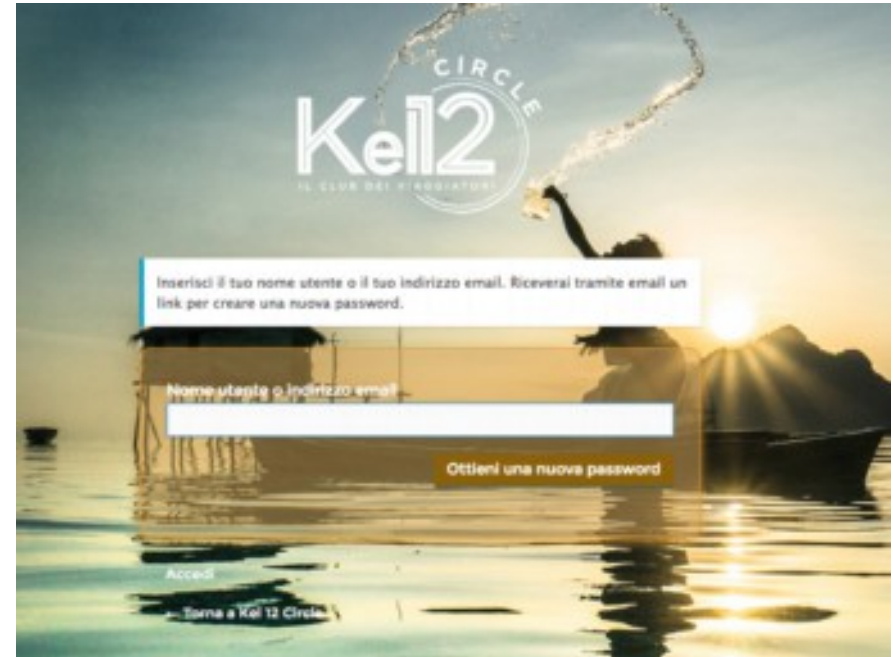 CIRCLE
Kel12
IL CLUB DEI VIAGGIATORI
Inserisci il tuo nome utente o il tuo indirizzo email. Riceverai tramite email un
link per creare una nuova password.
Nome utente o indirizzo email
Ottieni una nuova password
Accedi
← Torna a Kel 12 Circle